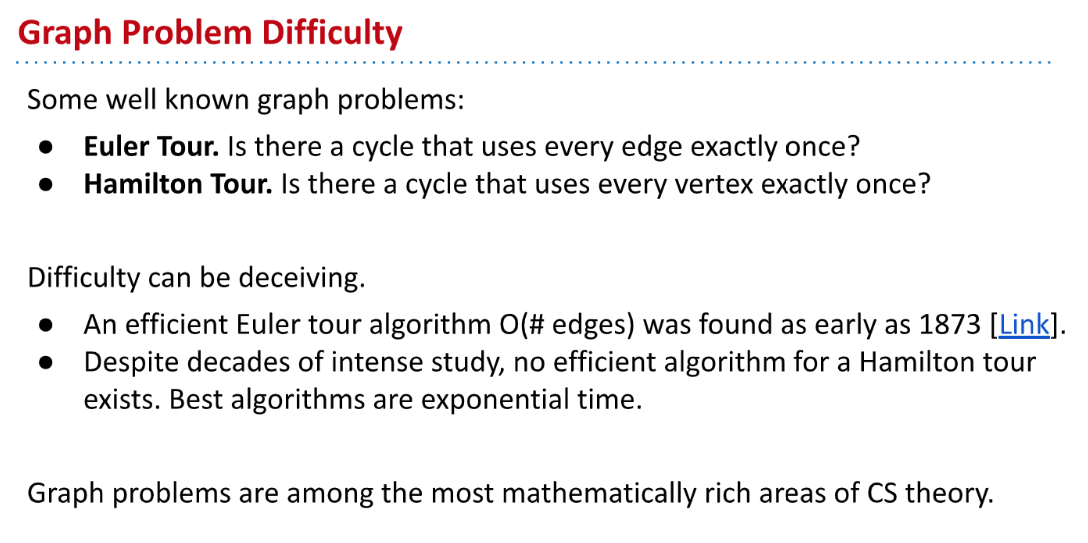 Graph Problem Difficulty
Some well known graph problems:
● Euler Tour. Is there a cycle that uses every edge exactly once?
● Hamilton Tour. Is there a cycle that uses every vertex exactly once?
Difficulty can be deceiving.
● An efficient Euler tour algorithm O(# edges) was found as early as 1873 [Link].
● Despite decades of intense study, no efficient algorithm for a Hamilton tour
exists. Best algorithms are exponential time.
Graph problems are among the most mathematically rich areas of CS theory.